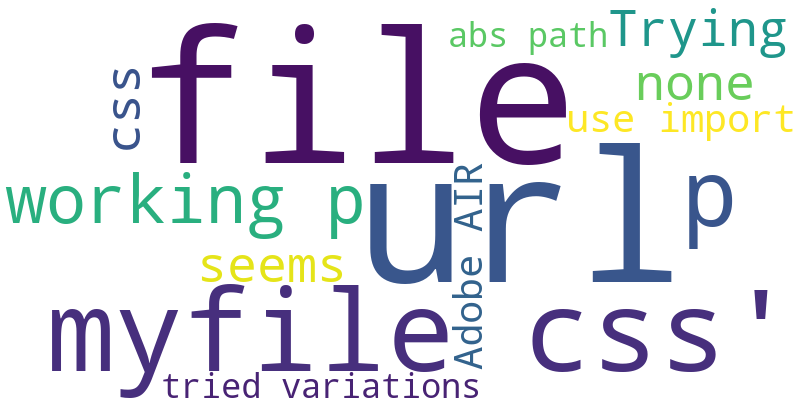 file
abs path
Trying
none
css
use import
working p
url
p
seems
Adobe AIR
myfile css'
tried variations